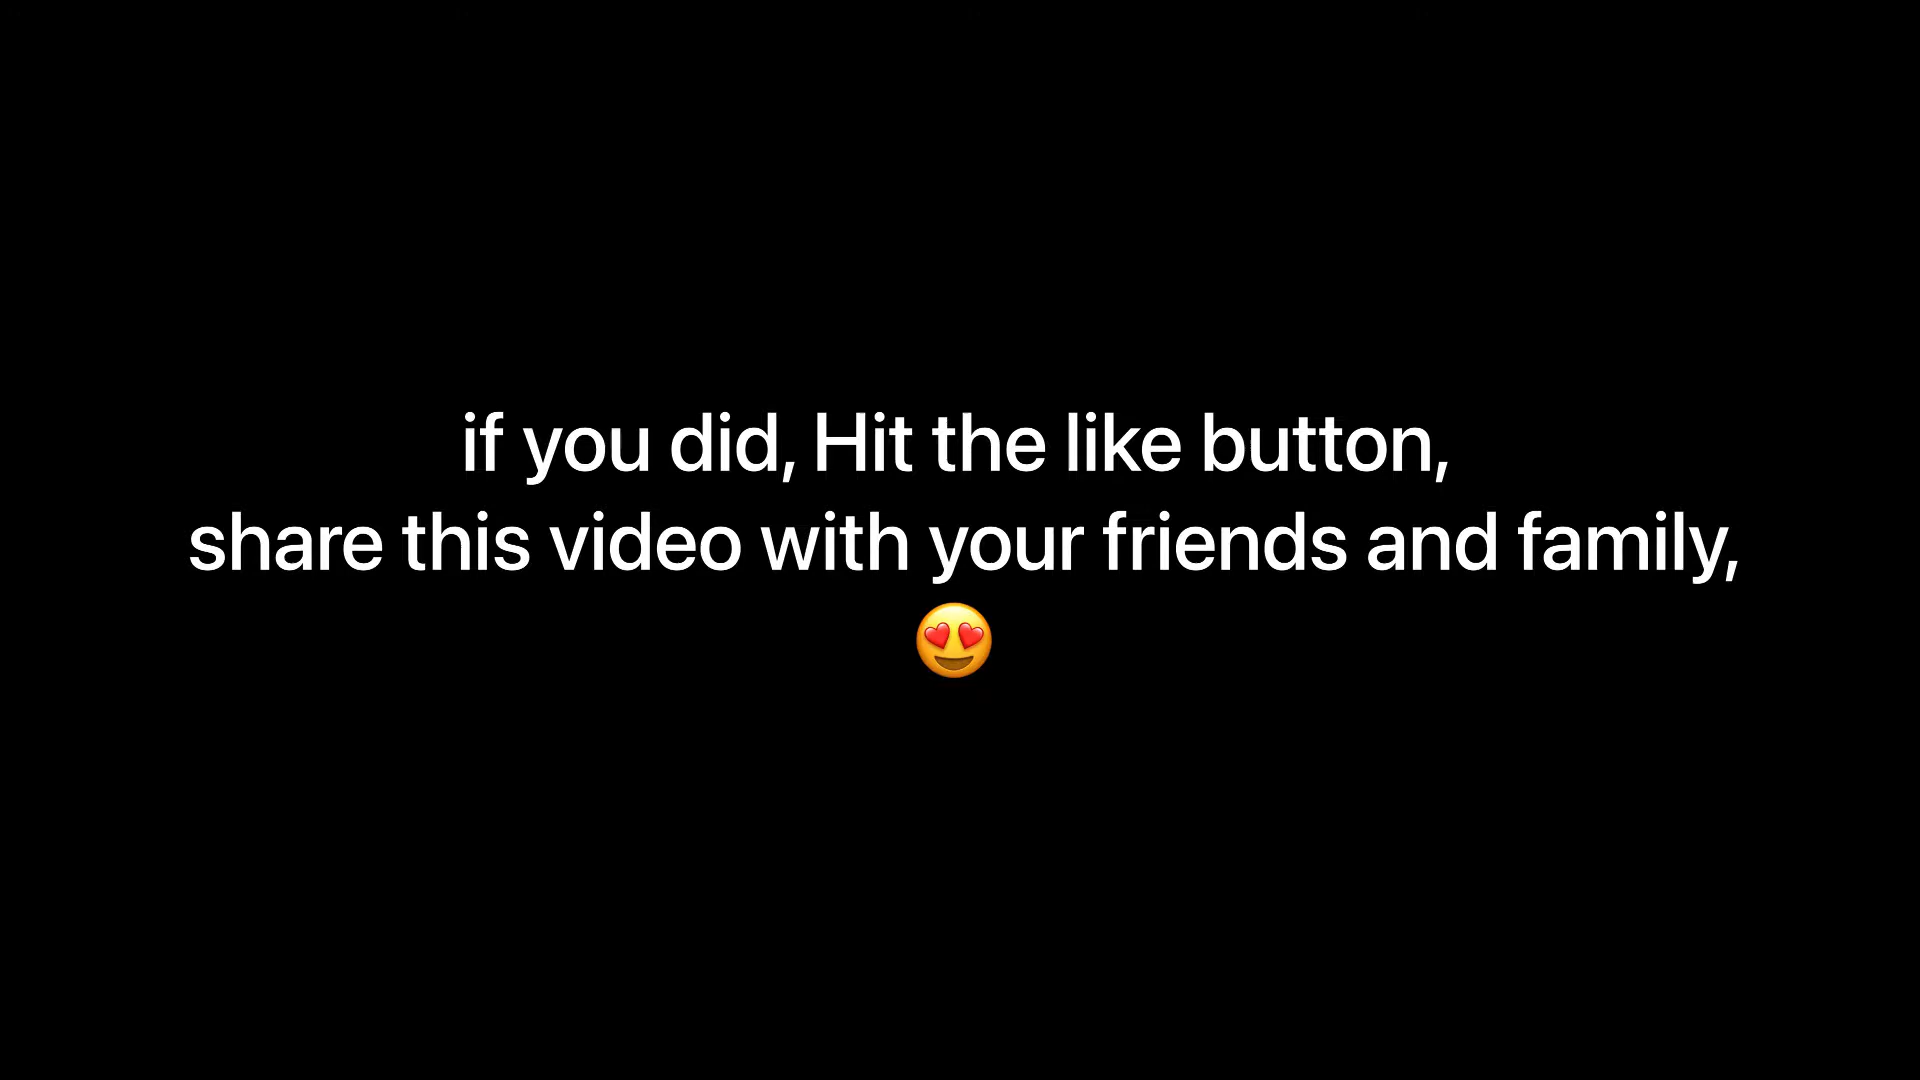 if you did, Hit the like button,
share this video with your friends and family,
😍